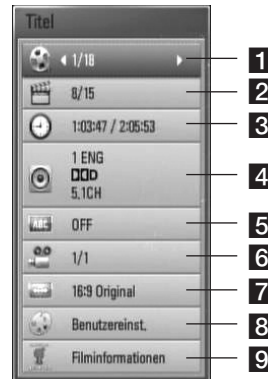 Titel
1/18 1
8/15 2
1:03:47 / 2:05:53 3
1 ENG
D 4
5.1CH
ABC OFF 5
1/1 6
16:9 Original 7
Benutzereinst. 8
Filminformationen 9